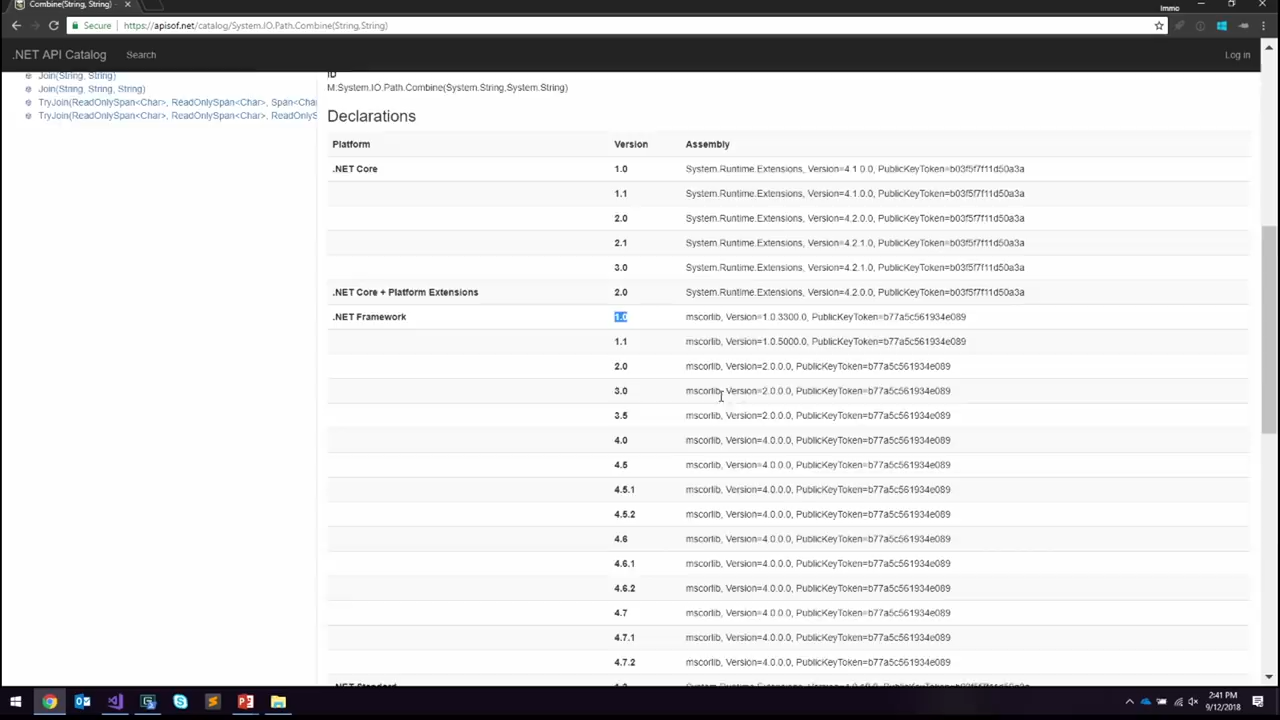 Combine(String, String)
Immo
Secure
https://apisof.net/catalog/System.IO.Path.Combine(String,String)
.NET API Catalog Search Log in
Join(String, String)
Join(String, String, String)
TryJoin(ReadOnlySpan<Char>, ReadOnlySpan<Char>, Span<Cha
TryJoin(ReadOnlySpan<Char>, ReadOnlySpan<Char>, ReadOnlyS
ID
M:System.IO.Path.Combine(System.String,System.String)
Declarations
Platform Version Assembly
.NET Core 1.0 System.Runtime.Extensions, Version=4.1.0.0, PublicKeyToken=b03f5f7f11d50a3a
1.1 System.Runtime.Extensions, Version=4.1.0.0, PublicKeyToken=b03f5f7f11d50a3a
2.0 System.Runtime.Extensions, Version=4.2.0.0, PublicKeyToken=b03f5f7f11d50a3a
2.1 System.Runtime.Extensions, Version=4.2.1.0, PublicKeyToken=b03f5f7f11d50a3a
3.0 System.Runtime.Extensions, Version=4.2.1.0, PublicKeyToken=b03f5f7f11d50a3a
.NET Core + Platform Extensions 2.0 System.Runtime.Extensions, Version=4.2.0.0, PublicKeyToken=b03f5f7f11d50a3a
.NET Framework 1.0 mscorlib, Version=1.0.3300.0, PublicKeyToken=b77a5c561934e089
1.1 mscorlib, Version=1.0.5000.0, PublicKeyToken=b77a5c561934e089
2.0 mscorlib, Version=2.0.0.0, PublicKeyToken=b77a5c561934e089
3.0 mscorlib, Version=2.0.0.0, PublicKeyToken=b77a5c561934e089
3.5 mscorlib, Version=2.0.0.0, PublicKeyToken=b77a5c561934e089
4.0 mscorlib, Version=4.0.0.0, PublicKeyToken=b77a5c561934e089
4.5 mscorlib, Version=4.0.0.0, PublicKeyToken=b77a5c561934e089
4.5.1 mscorlib, Version=4.0.0.0, PublicKeyToken=b77a5c561934e089
4.5.2 mscorlib, Version=4.0.0.0, PublicKeyToken=b77a5c561934e089
4.6 mscorlib, Version=4.0.0.0, PublicKeyToken=b77a5c561934e089
4.6.1 mscorlib, Version=4.0.0.0, PublicKeyToken=b77a5c561934e089
4.6.2 mscorlib, Version=4.0.0.0, PublicKeyToken=b77a5c561934e089
4.7 mscorlib, Version=4.0.0.0, PublicKeyToken=b77a5c561934e089
4.7.1 mscorlib, Version=4.0.0.0, PublicKeyToken=b77a5c561934e089
4.7.2 mscorlib, Version=4.0.0.0, PublicKeyToken=b77a5c561934e089
.NET Standard
2:41 PM
9/12/2018